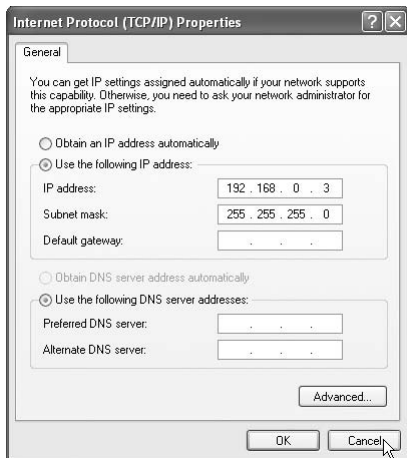 Internet Protocol (TCP/IP) Properties
General
You can get IP settings assigned automatically if your network supports
this capability. Otherwise, you need to ask your network administrator for
the appropriate IP settings.
Obtain an IP address automatically
Use the following IP address:
IP address: 192 . 168 . 0 . 3
Subnet mask: 255 . 255 . 255 . 0
Default gateway: . . .
Obtain DNS server address automatically
Use the following DNS server addresses:
Preferred DNS server: . . .
Alternate DNS server: . . .
Advanced...
OK Cancel